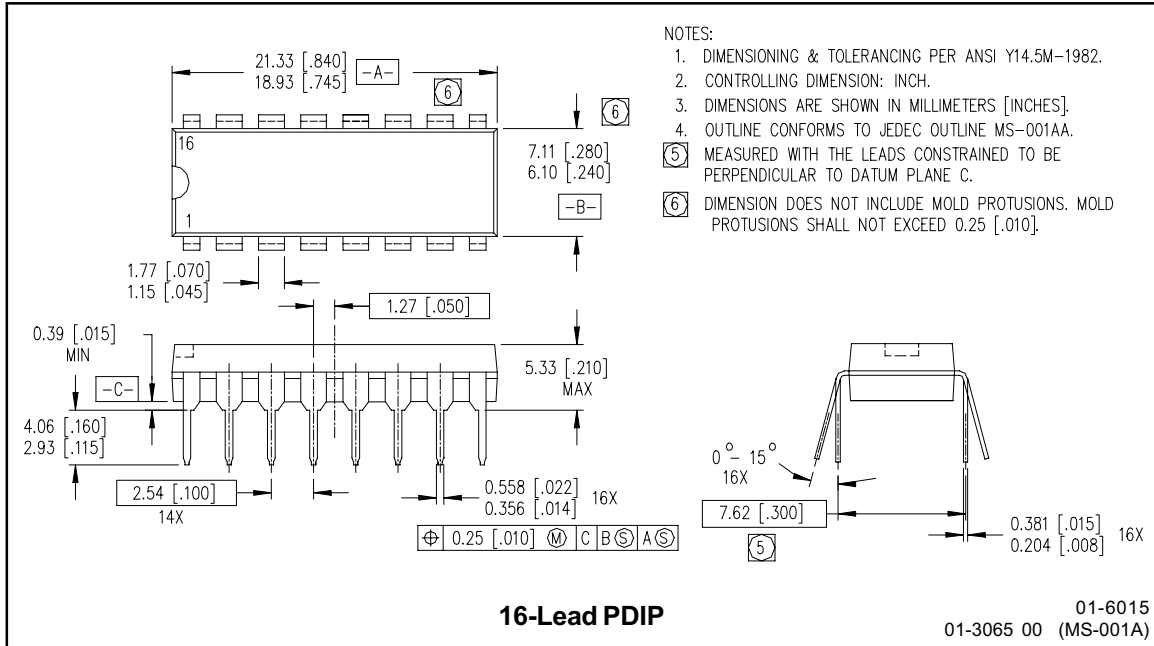 NOTES:
1. DIMENSIONING & TOLERANCING PER ANSI Y14.5M-1982.
2. CONTROLLING DIMENSION: INCH.
3. DIMENSIONS ARE SHOWN IN MILLIMETERS [INCHES].
4. OUTLINE CONFORMS TO JEDEC OUTLINE MS-001AA.
5 MEASURED WITH THE LEADS CONSTRAINED TO BE
PERPENDICULAR TO DATUM PLANE C.
6 DIMENSION DOES NOT INCLUDE MOLD PROTUSIONS. MOLD
PROTUSIONS SHALL NOT EXCEED 0.25 [.010].
21.33 [.840]
18.93 [.745]
-A-
6
6
16
1
7.11 [.280]
6.10 [.240]
-B-
1.77 [.070]
1.15 [.045]
1.27 [.050]
0.39 [.015]
MIN
-C-
5.33 [.210]
MAX
4.06 [.160]
2.93 [.115]
2.54 [.100]
14X
0.558 [.022]
0.356 [.014]
16X
⌖ 0.25 [.010] Ⓜ C B Ⓢ A Ⓢ
0° - 15°
16X
7.62 [.300]
5
0.381 [.015]
0.204 [.008]
16X
16-Lead PDIP
01-6015
01-3065 00 (MS-001A)